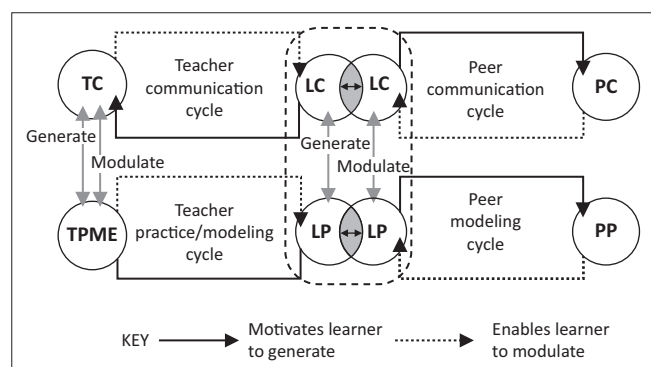 TC
Teacher
communication
cycle
LC
LC
Peer
communication
cycle
PC
Generate
Modulate
Generate
Modulate
TPME
Teacher
practice/modeling
cycle
LP
LP
Peer
modeling
cycle
PP
KEY
Motivates learner
to generate
Enables learner
to modulate